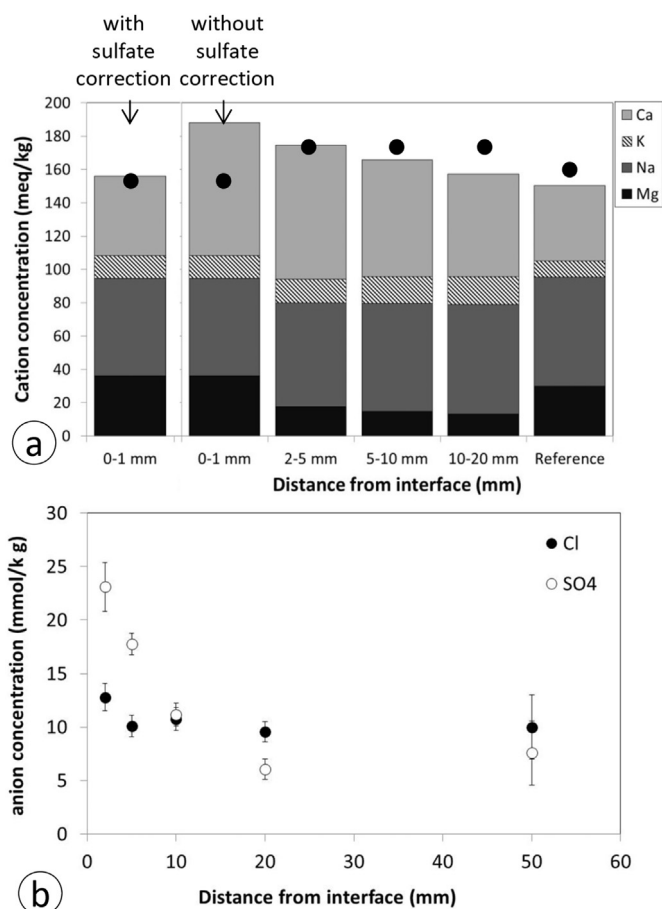 with
sulfate
correction
without
sulfate
correction
200
180
160
140
120
100
80
60
40
20
0
Cation concentration (meq/kg)
Ca
K
Na
Mg
0-1 mm
0-1 mm
2-5 mm
5-10 mm
10-20 mm
Reference
Distance from interface (mm)
a
30
25
20
15
10
5
0
anion concentration (mmol/k g)
Cl
SO4
0
10
20
30
40
50
60
Distance from interface (mm)
b